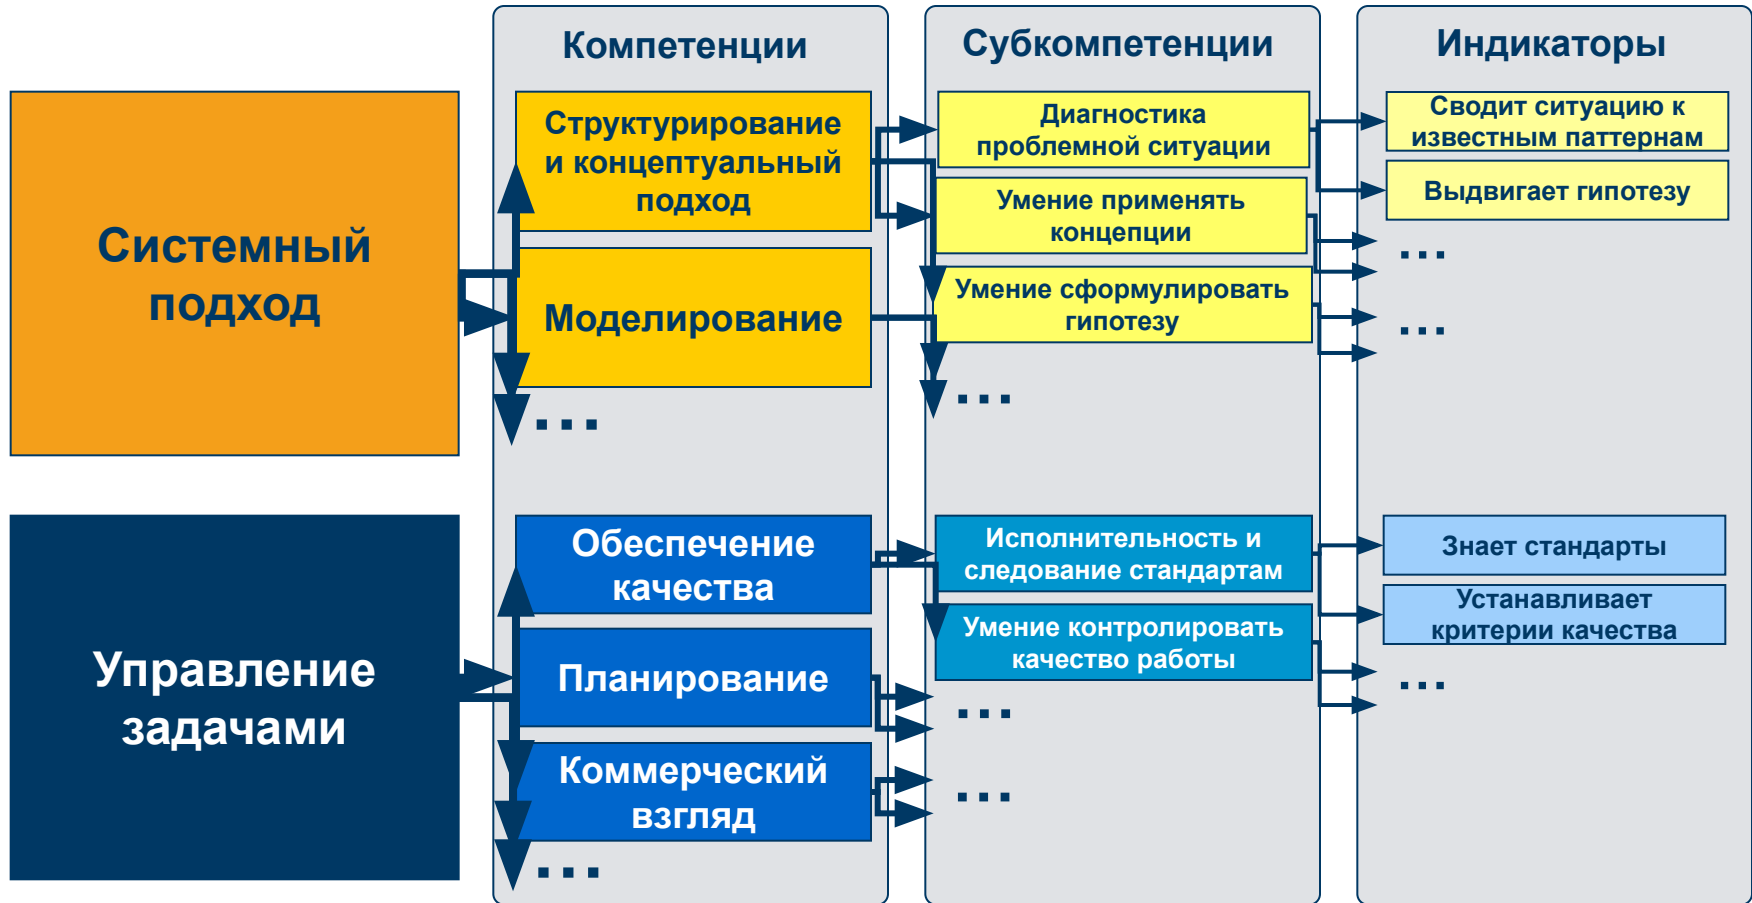 Компетенции
Субкомпетенции
Индикаторы
Системный
подход
Структурирование
и концептуальный
подход
Моделирование
...
Диагностика
проблемной ситуации
Умение применять
концепции
Умение сформулировать
гипотезу
...
Сводит ситуацию к
известным паттернам
Выдвигает гипотезу
...
...
Управление
задачами
Обеспечение
качества
Планирование
Коммерческий
взгляд
...
Исполнительность и
следование стандартам
Умение контролировать
качество работы
...
...
Знает стандарты
Устанавливает
критерии качества
...